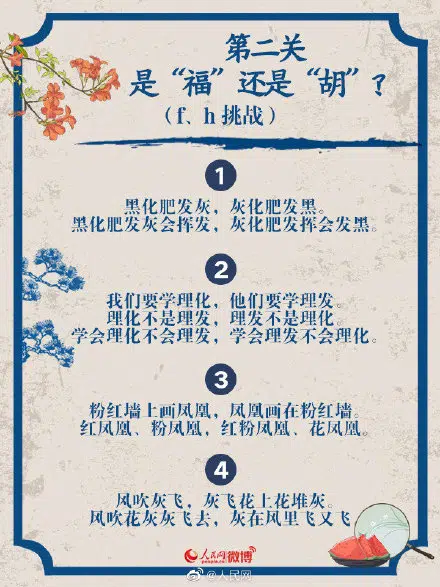 第二关
是“福”还是“胡”？
（f、h 挑战）
1
黑化肥发灰，灰化肥发黑。
黑化肥发灰会挥发，灰化肥发挥会发黑。
2
我们要学理化，他们要学理发。
理化不是理发，理发不是理化。
学会理化不会理发，学会理发不会理化。
3
粉红墙上画凤凰，凤凰画在粉红墙。
红凤凰、粉凤凰，红粉凤凰、花凤凰。
4
风吹灰飞，灰飞花上花堆灰。
风吹花灰灰飞去，灰在风里飞又飞
人民网微博
people.cn
@人民网